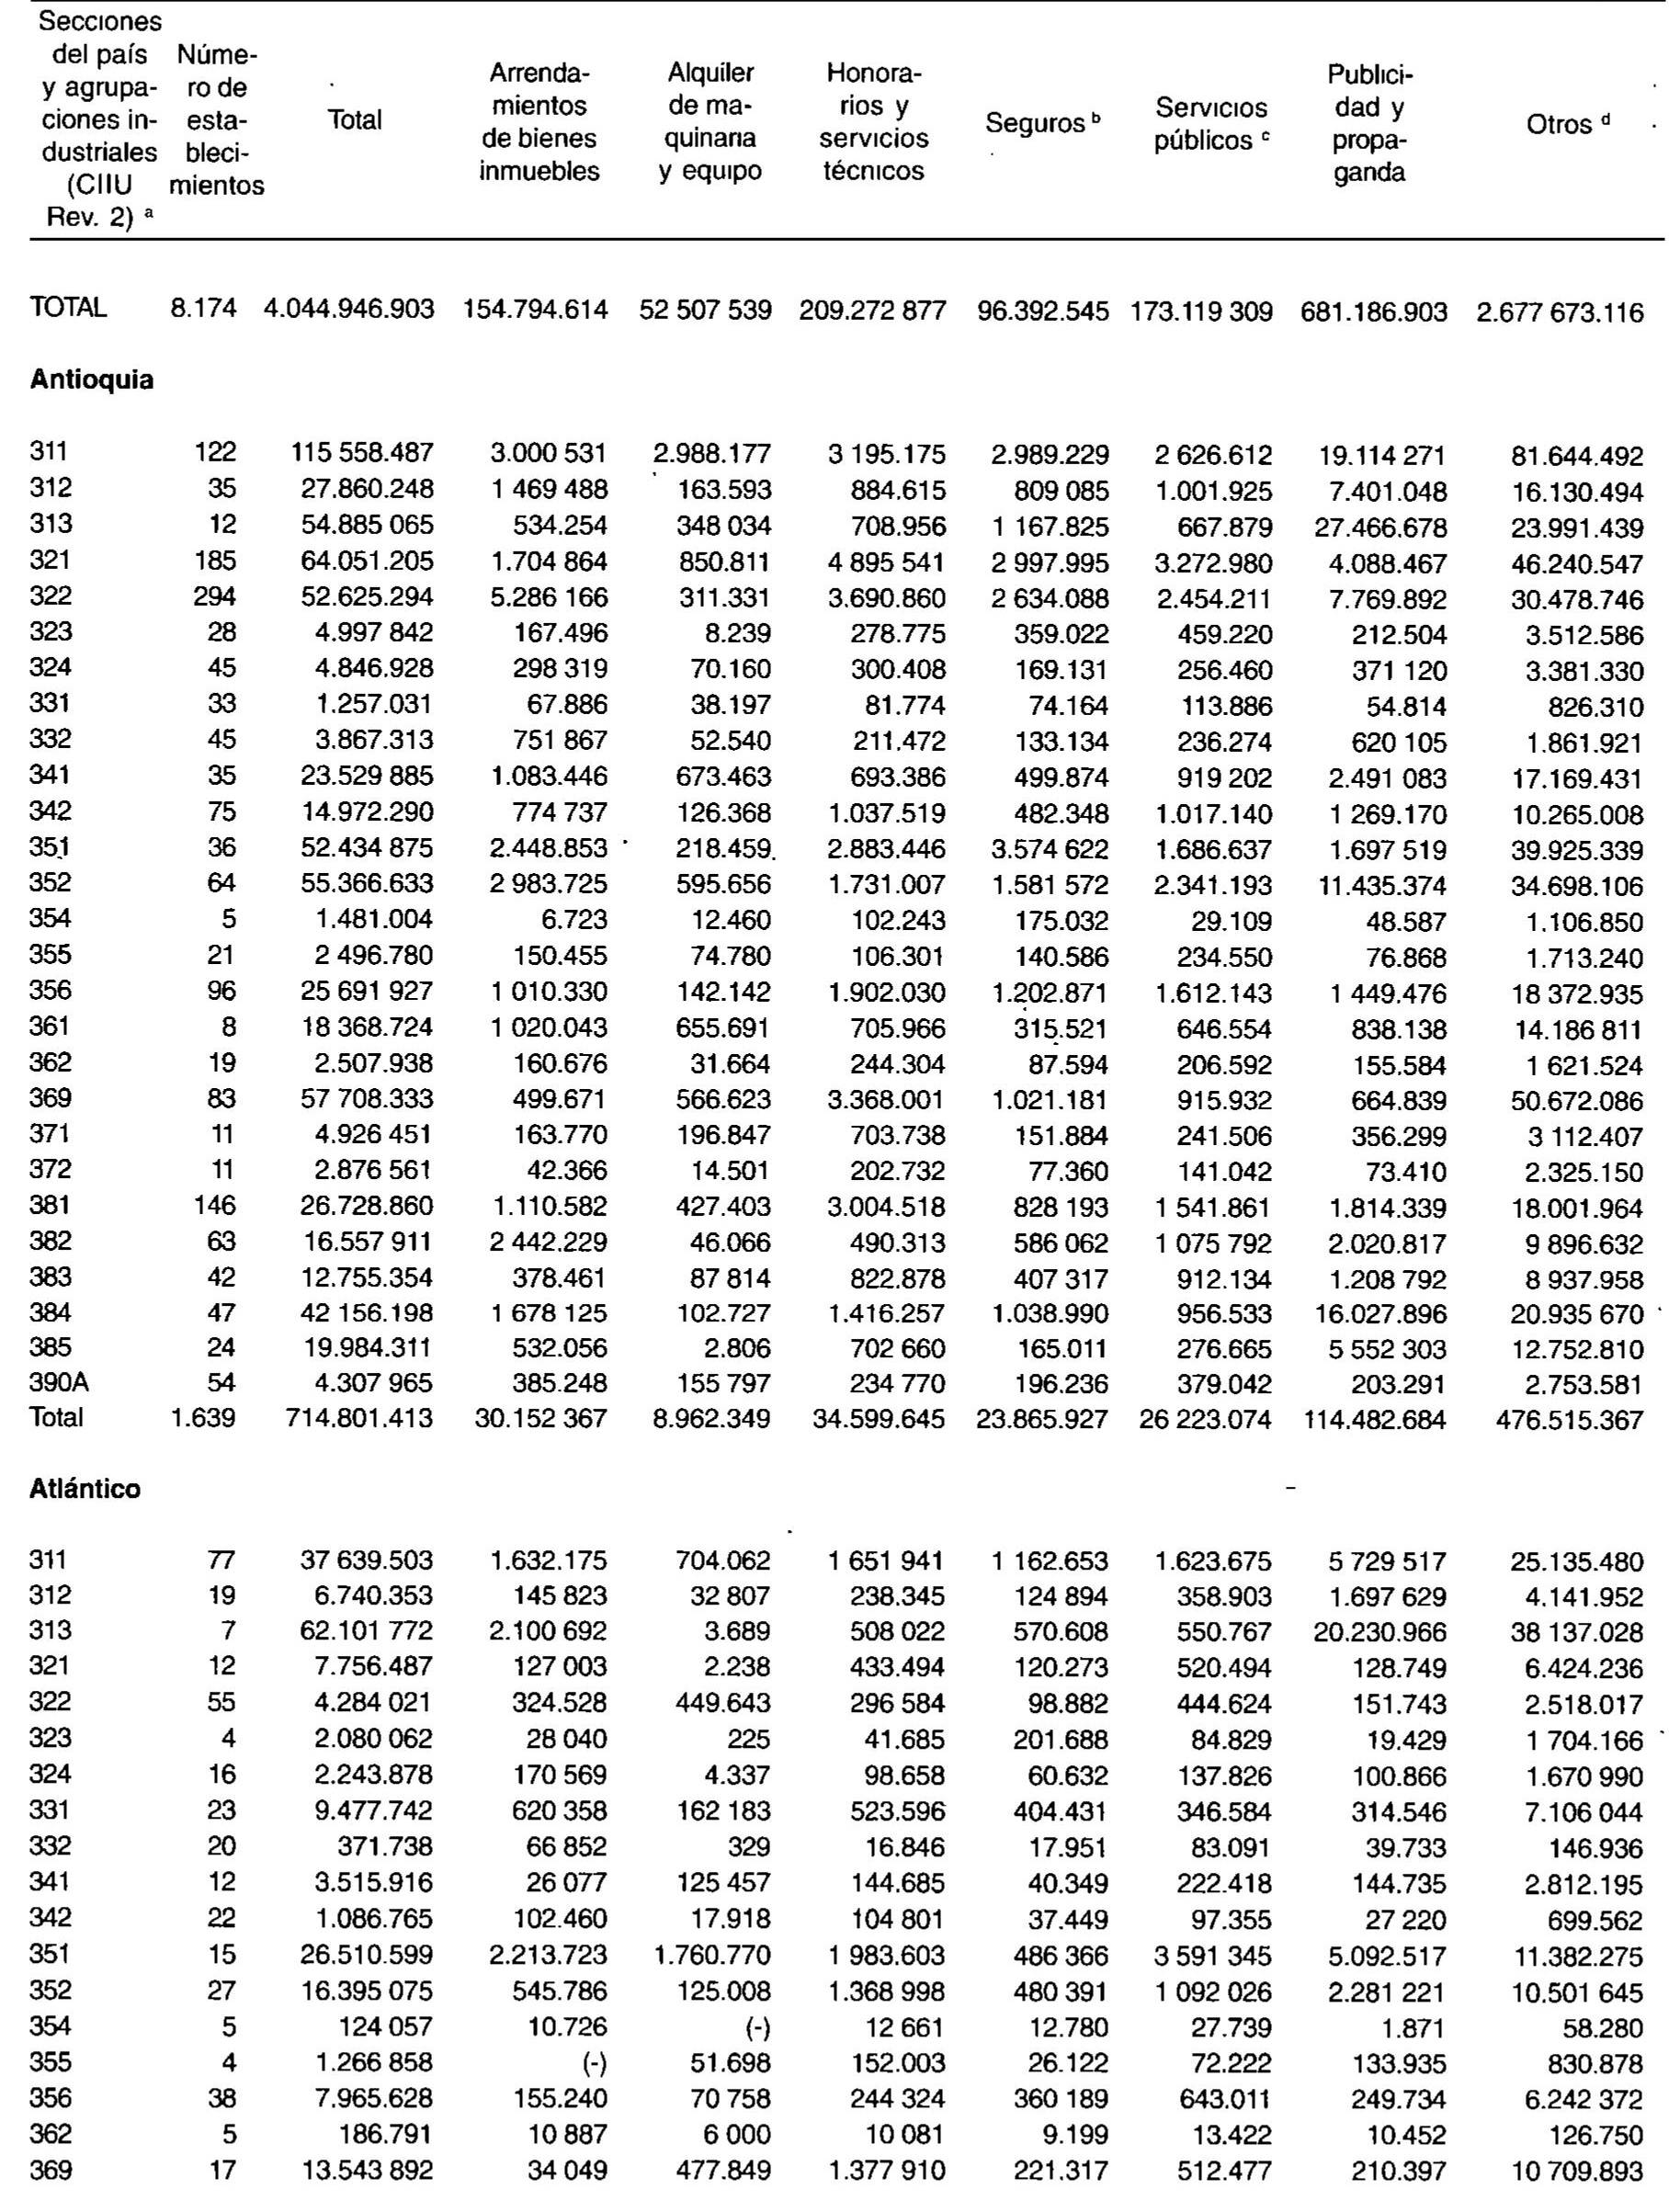 Secciones del país y agrupaciones industriales (CIIU Rev. 2) a	Número de establecimientos	Total	Arrendamientos de bienes inmuebles	Alquiler de maquinaria y equipo	Honorarios y servicios técnicos	Seguros b	Servicios públicos c	Publicidad y propaganda	Otros d
TOTAL 8.174 4.044.946.903 154.794.614 52 507 539 209.272 877 96.392.545 173.119 309 681.186.903 2.677 673.116
Antioquia
311 122 115 558.487 3.000 531 2.988.177 3 195.175 2.989.229 2 626.612 19.114 271 81.644.492
312 35 27.860.248 1 469 488 163.593 884.615 809 085 1.001.925 7.401.048 16.130.494
313 12 54.885 065 534.254 348 034 708.956 1 167.825 667.879 27.466.678 23.991.439
321 185 64.051.205 1.704 864 850.811 4 895 541 2 997.995 3.272.980 4.088.467 46.240.547
322 294 52.625.294 5.286 166 311.331 3.690.860 2 634.088 2.454.211 7.769.892 30.478.746
323 28 4.997 842 167.496 8.239 278.775 359.022 459.220 212.504 3.512.586
324 45 4.846.928 298 319 70.160 300.408 169.131 256.460 371 120 3.381.330
331 33 1.257.031 67.886 38.197 81.774 74.164 113.886 54.814 826.310
332 45 3.867.313 751 867 52.540 211.472 133.134 236.274 620 105 1.861.921
341 35 23.529 885 1.083.446 673.463 693.386 499.874 919 202 2.491 083 17.169.431
342 75 14.972.290 774 737 126.368 1.037.519 482.348 1.017.140 1 269.170 10.265.008
351 36 52.434 875 2.448.853 218.459 2.883.446 3.574 622 1.686.637 1.697 519 39.925.339
352 64 55.366.633 2 983.725 595.656 1.731.007 1.581 572 2.341.193 11.435.374 34.698.106
354 5 1.481.004 6.723 12.460 102.243 175.032 29.109 48.587 1.106.850
355 21 2 496.780 150.455 74.780 106.301 140.586 234.550 76.868 1.713.240
356 96 25 691 927 1 010.330 142.142 1.902.030 1.202.871 1.612.143 1 449.476 18 372.935
361 8 18 368.724 1 020.043 655.691 705.966 315.521 646.554 838.138 14.186 811
362 19 2.507.938 160.676 31.664 244.304 87.594 206.592 155.584 1 621.524
369 83 57 708.333 499.671 566.623 3.368.001 1.021.181 915.932 664.839 50.672.086
371 11 4.926 451 163.770 196.847 703.738 151.884 241.506 356.299 3 112.407
372 11 2.876 561 42.366 14.501 202.732 77.360 141.042 73.410 2.325.150
381 146 26.728.860 1.110.582 427.403 3.004.518 828 193 1 541.861 1.814.339 18.001.964
382 63 16.557 911 2 442.229 46.066 490.313 586 062 1 075 792 2.020.817 9 896.632
383 42 12.755.354 378.461 87 814 822.878 407 317 912.134 1.208 792 8 937.958
384 47 42 156.198 1 678 125 102.727 1.416.257 1.038.990 956.533 16.027.896 20.935 670
385 24 19.984.311 532.056 2.806 702 660 165.011 276.665 5 552 303 12.752.810
390A 54 4.307 965 385.248 155 797 234 770 196.236 379.042 203.291 2.753.581
Total 1.639 714.801.413 30.152 367 8.962.349 34.599.645 23.865.927 26 223.074 114.482.684 476.515.367
Atlántico
311 77 37 639.503 1.632.175 704.062 1 651 941 1 162.653 1.623.675 5 729 517 25.135.480
312 19 6.740.353 145 823 32 807 238.345 124 894 358.903 1.697 629 4.141.952
313 7 62.101 772 2.100 692 3.689 508 022 570.608 550.767 20.230.966 38 137.028
321 12 7.756.487 127 003 2.238 433.494 120.273 520.494 128.749 6.424.236
322 55 4.284 021 324.528 449.643 296 584 98.882 444.624 151.743 2.518.017
323 4 2.080 062 28 040 225 41.685 201.688 84.829 19.429 1 704.166
324 16 2.243.878 170 569 4.337 98.658 60.632 137.826 100.866 1.670 990
331 23 9.477.742 620 358 162 183 523.596 404.431 346.584 314.546 7.106 044
332 20 371.738 66 852 329 16.846 17.951 83.091 39.733 146.936
341 12 3.515.916 26 077 125 457 144.685 40.349 222.418 144.735 2.812.195
342 22 1.086.765 102.460 17.918 104 801 37.449 97.355 27 220 699.562
351 15 26.510.599 2.213.723 1.760.770 1 983.603 486 366 3 591 345 5.092.517 11.382.275
352 27 16.395 075 545.786 125.008 1.368 998 480 391 1 092 026 2.281 221 10.501 645
354 5 124 057 10.726 (-) 12 661 12.780 27.739 1.871 58.280
355 4 1.266 858 (-) 51.698 152.003 26.122 72.222 133.935 830.878
356 38 7.965.628 155.240 70 758 244 324 360 189 643.011 249.734 6.242 372
362 5 186.791 10 887 6 000 10 081 9.199 13.422 10.452 126.750
369 17 13.543 892 34 049 477.849 1.377 910 221.317 512.477 210.397 10 709.893